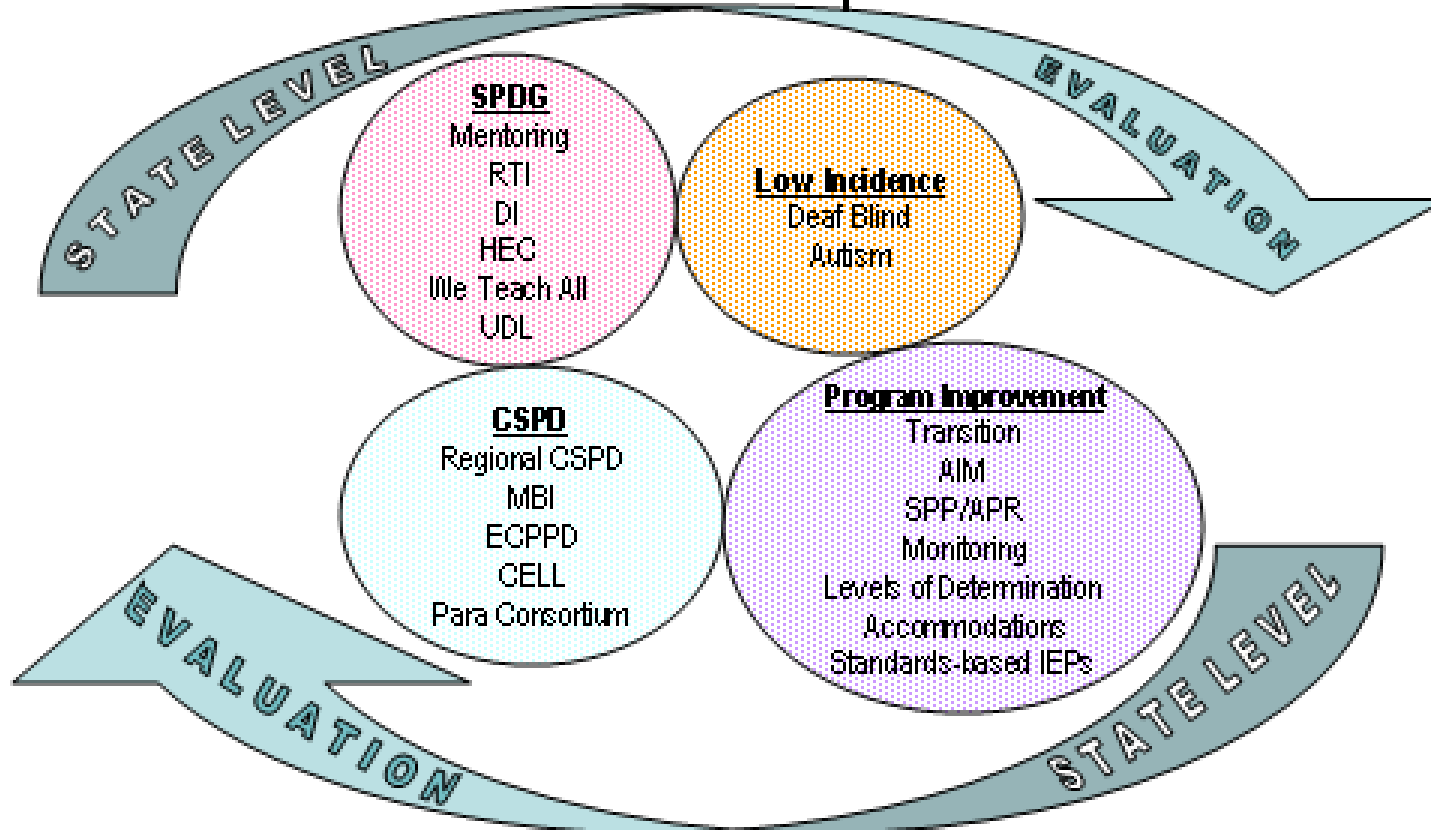 STATE LEVEL
EVALUATION
SPDG
Mentoring
RTI
DI
HEC
We Teach All
UDL
Low Incidence
Deaf Blind
Autism
CSPD
Regional CSPD
MBI
ECPPD
CELL
Para Consortium
Program Improvement
Transition
AIM
SPP/APR
Monitoring
Levels of Determination
Accommodations
Standards-based IEPs
EVALUATION
STATE LEVEL